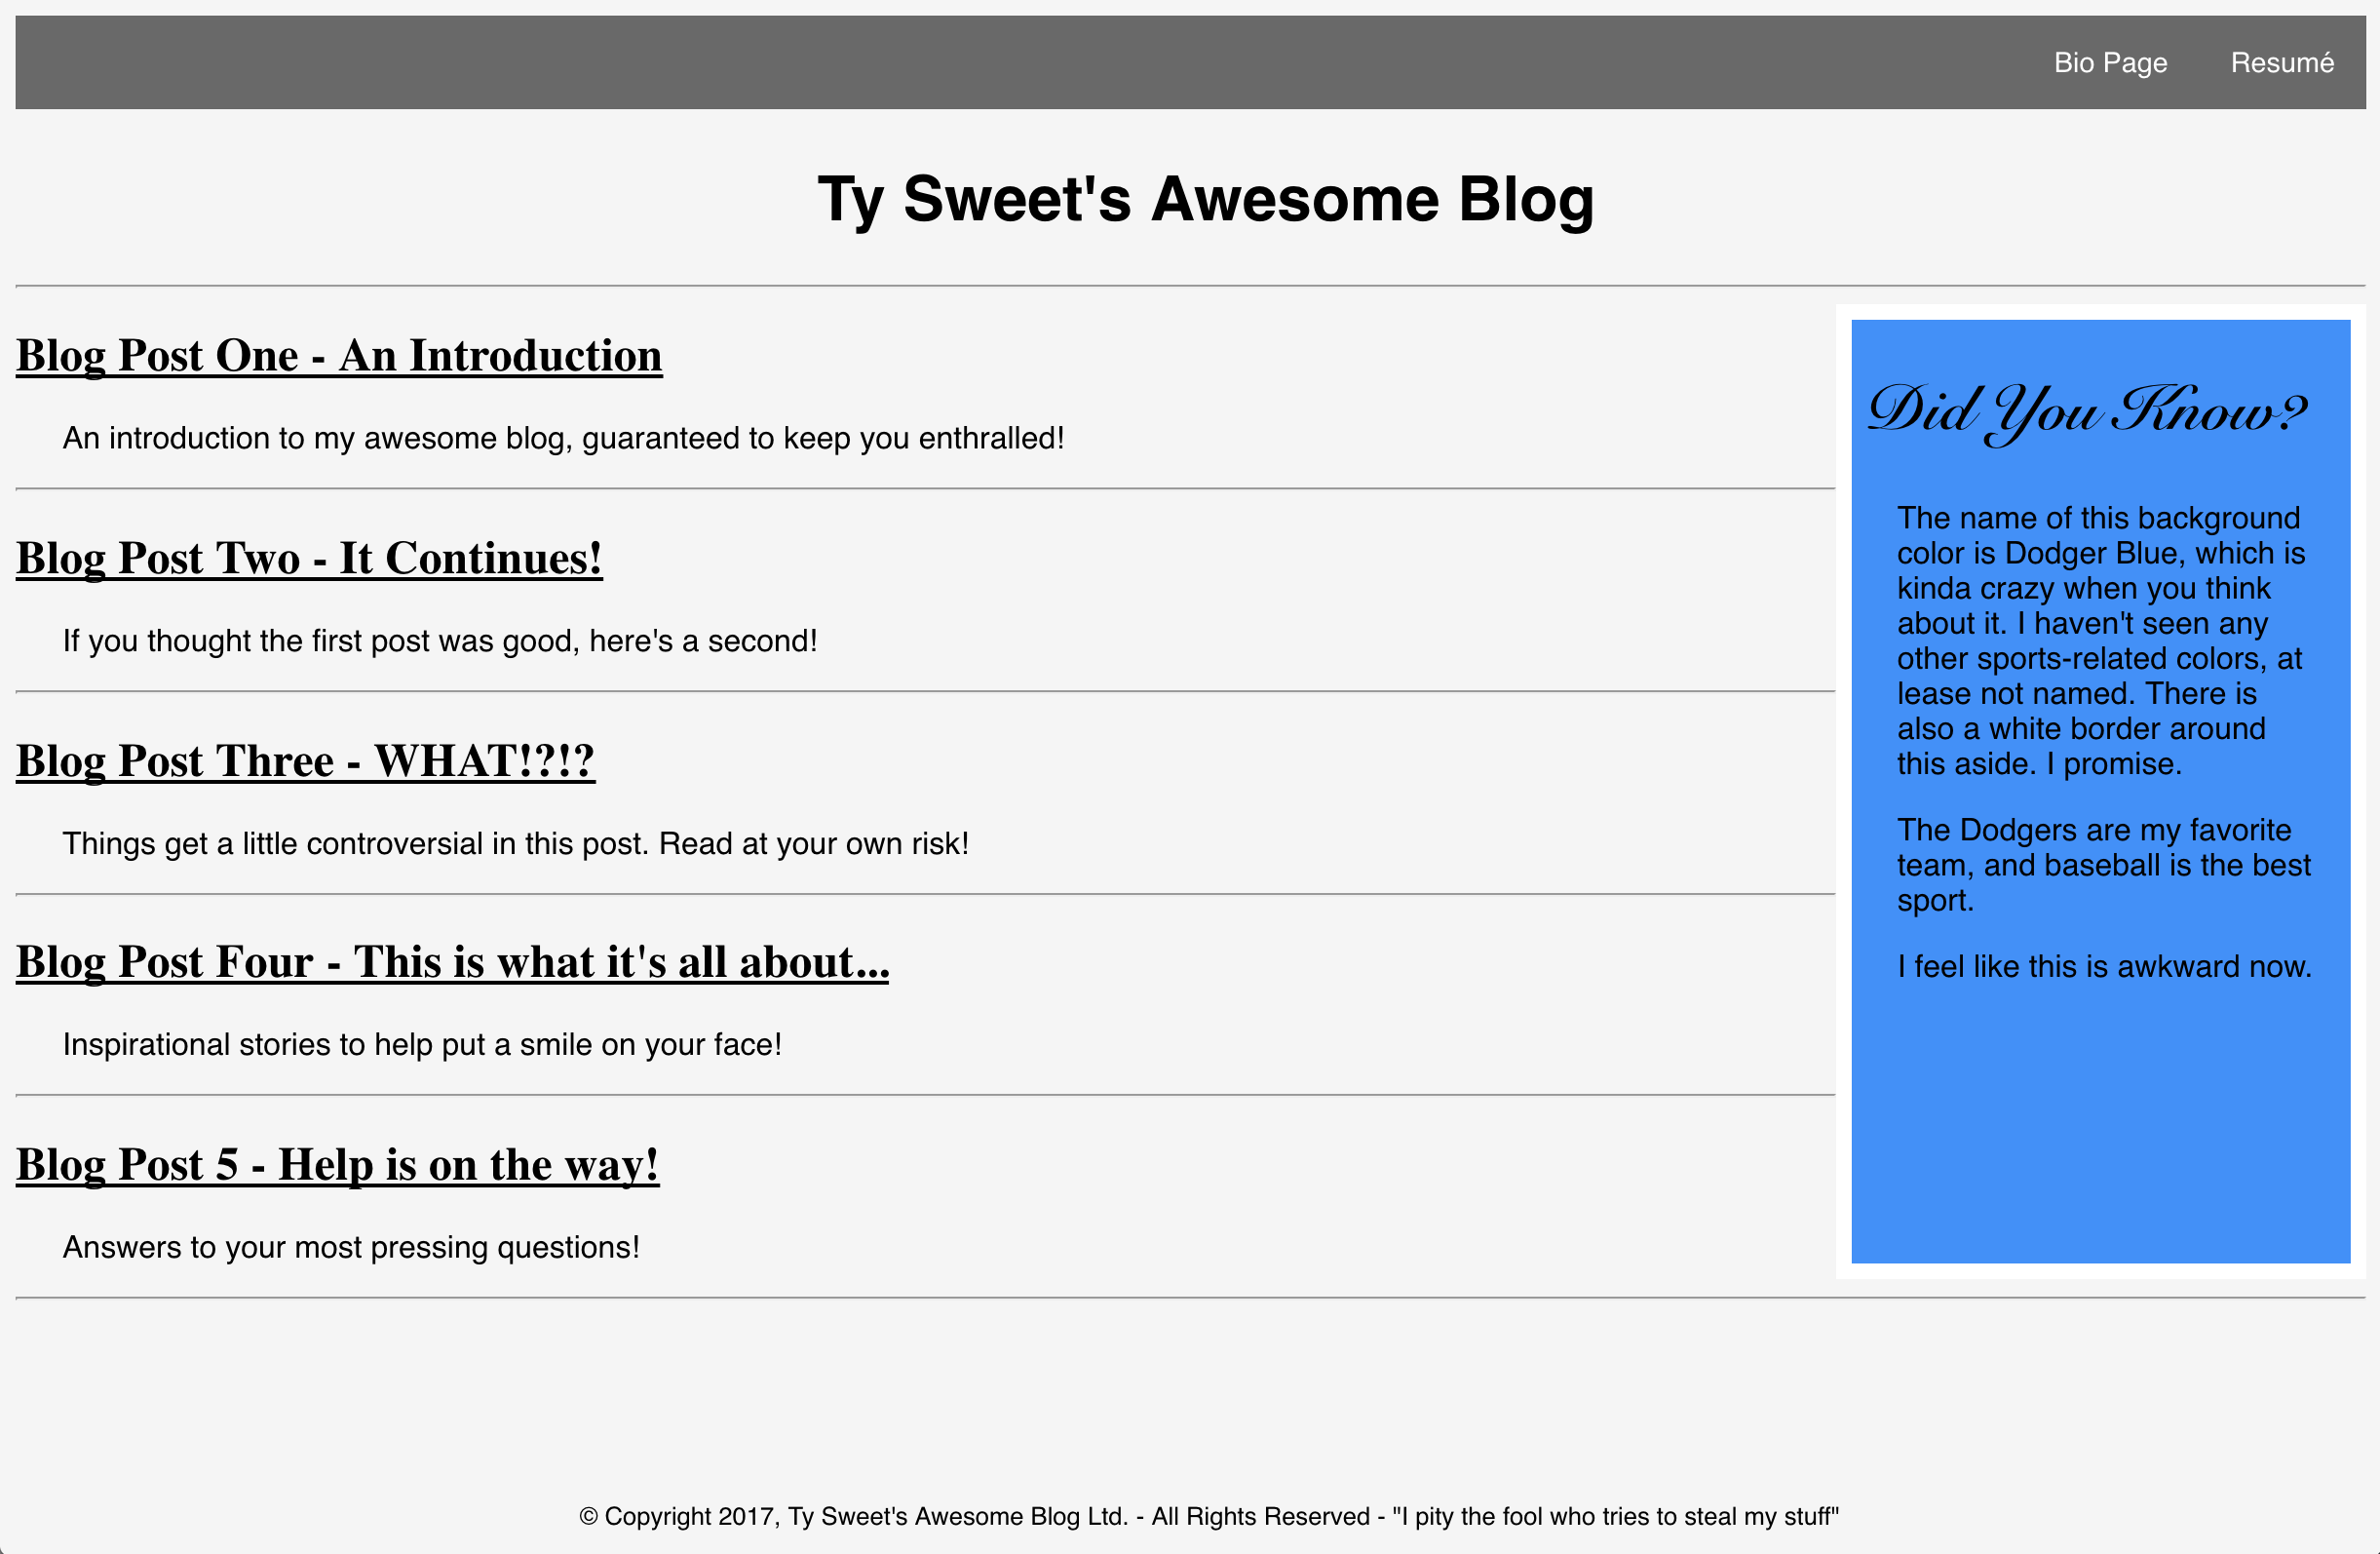 Bio Page Resumé
Ty Sweet's Awesome Blog
Blog Post One - An Introduction
An introduction to my awesome blog, guaranteed to keep you enthralled!
Blog Post Two - It Continues!
If you thought the first post was good, here's a second!
Blog Post Three - WHAT!?!?
Things get a little controversial in this post. Read at your own risk!
Blog Post Four - This is what it's all about...
Inspirational stories to help put a smile on your face!
Blog Post 5 - Help is on the way!
Answers to your most pressing questions!
Did You Know?
The name of this background
color is Dodger Blue, which is
kinda crazy when you think
about it. I haven't seen any
other sports-related colors, at
lease not named. There is
also a white border around
this aside. I promise.
The Dodgers are my favorite
team, and baseball is the best
sport.
I feel like this is awkward now.
© Copyright 2017, Ty Sweet's Awesome Blog Ltd. - All Rights Reserved - "I pity the fool who tries to steal my stuff"